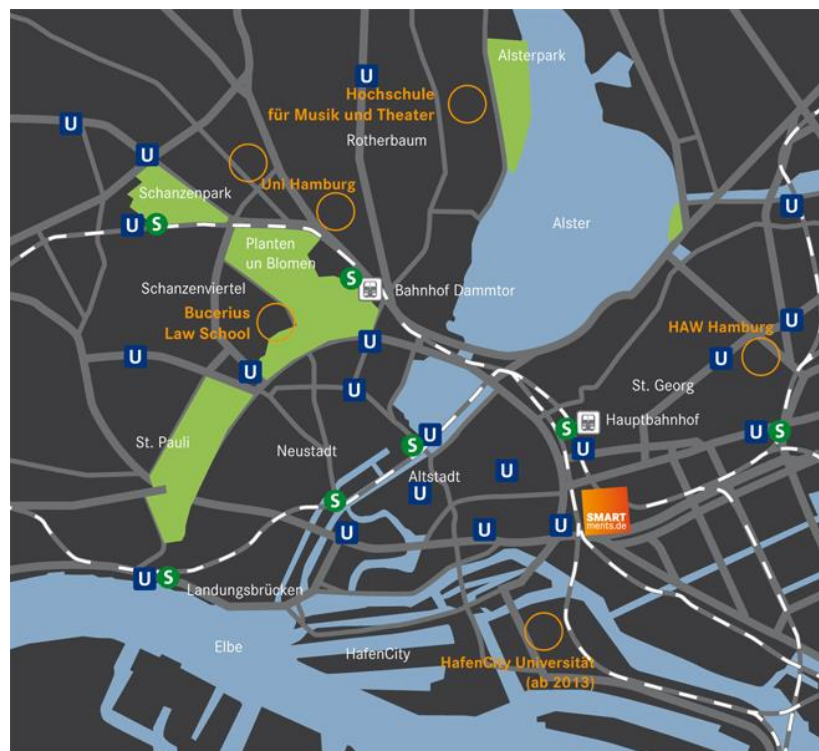 Alsterpark
U
Hochschule
für Musik und Theater
U
Rotherbaum
U
Uni Hamburg
Schanzenpark
U
U
S
Alster
Planten
un Blomen
S
Schanzenviertel
Bahnhof Dammtor
Bucerius
Law School
U
HAW Hamburg
U
U
U
U
U
St. Georg
U
S
Hauptbahnhof
U
S
U
S
U
St. Pauli
Neustadt
Altstadt
U
U
S
SMART
ments.de
U
U
U
U
S
Landungsbrücken
Elbe
HafenCity
HafenCity Universität
(ab 2013)